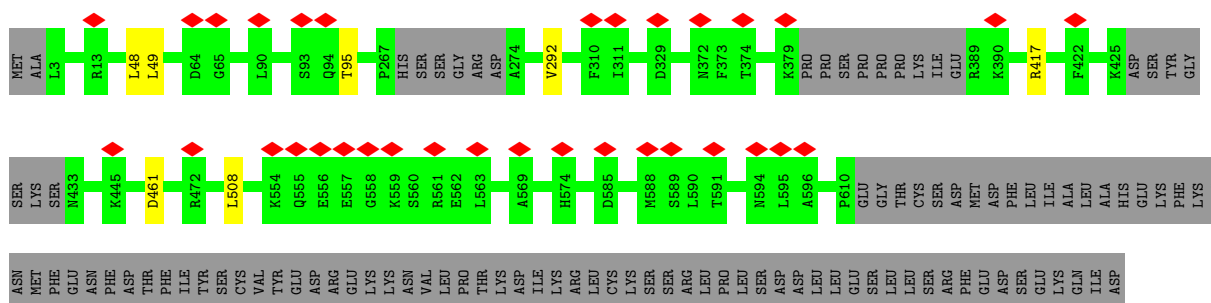 MET ALA L3 R13 L48 L49 D64 G65 L90 S93 Q94 T95 P267 HIS SER SER GLY ARG ASP A274 V292 F310 I311 D329 N372 F373 T374 K379 PRO PRO SER PRO PRO PRO LYS ILE GLU R389 K390 R417 F422 K425 ASP SER TYR GLY
SER LYS SER N433 K445 D461 R472 L508 K554 Q555 E556 E557 G558 K559 S560 R561 E562 L563 A569 H574 D585 M588 S589 L590 T591 N594 L595 A596 P610 GLU GLY THR CYS SER ASP MET ASP PHE LEU ILE ALA LEU ALA HIS GLU LYS PHE LYS
ASN MET PHE GLU ASN PHE ASP THR PHE ILE TYR SER CYS VAL TYR GLU ASP ARG GLU LYS LYS ASN VAL LEU PRO THR LYS ASP ILE LYS ARG LEU CYS LYS SER SER ARG LEU PRO LEU SER ASP ASP LEU LEU GLU SER LEU LEU SER ARG PHE GLU ASP SER GLU LYS GLN ILE ASP